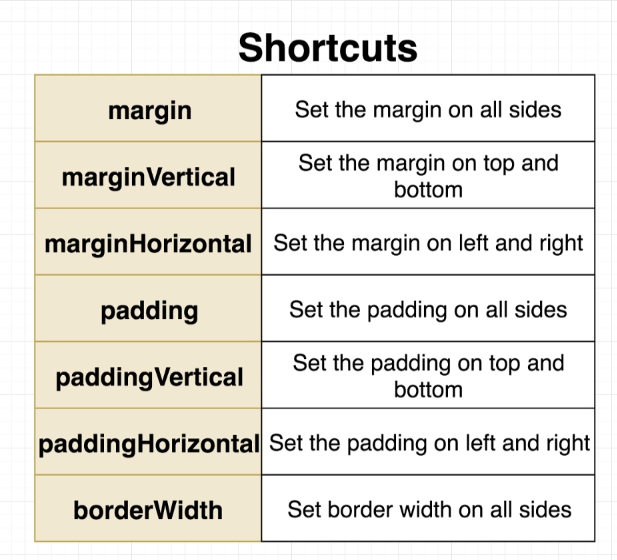 Shortcuts
margin
Set the margin on all sides
marginVertical
Set the margin on top and
bottom
marginHorizontal
Set the margin on left and right
padding
Set the padding on all sides
paddingVertical
Set the padding on top and
bottom
paddingHorizontal
Set the padding on left and right
borderWidth
Set border width on all sides